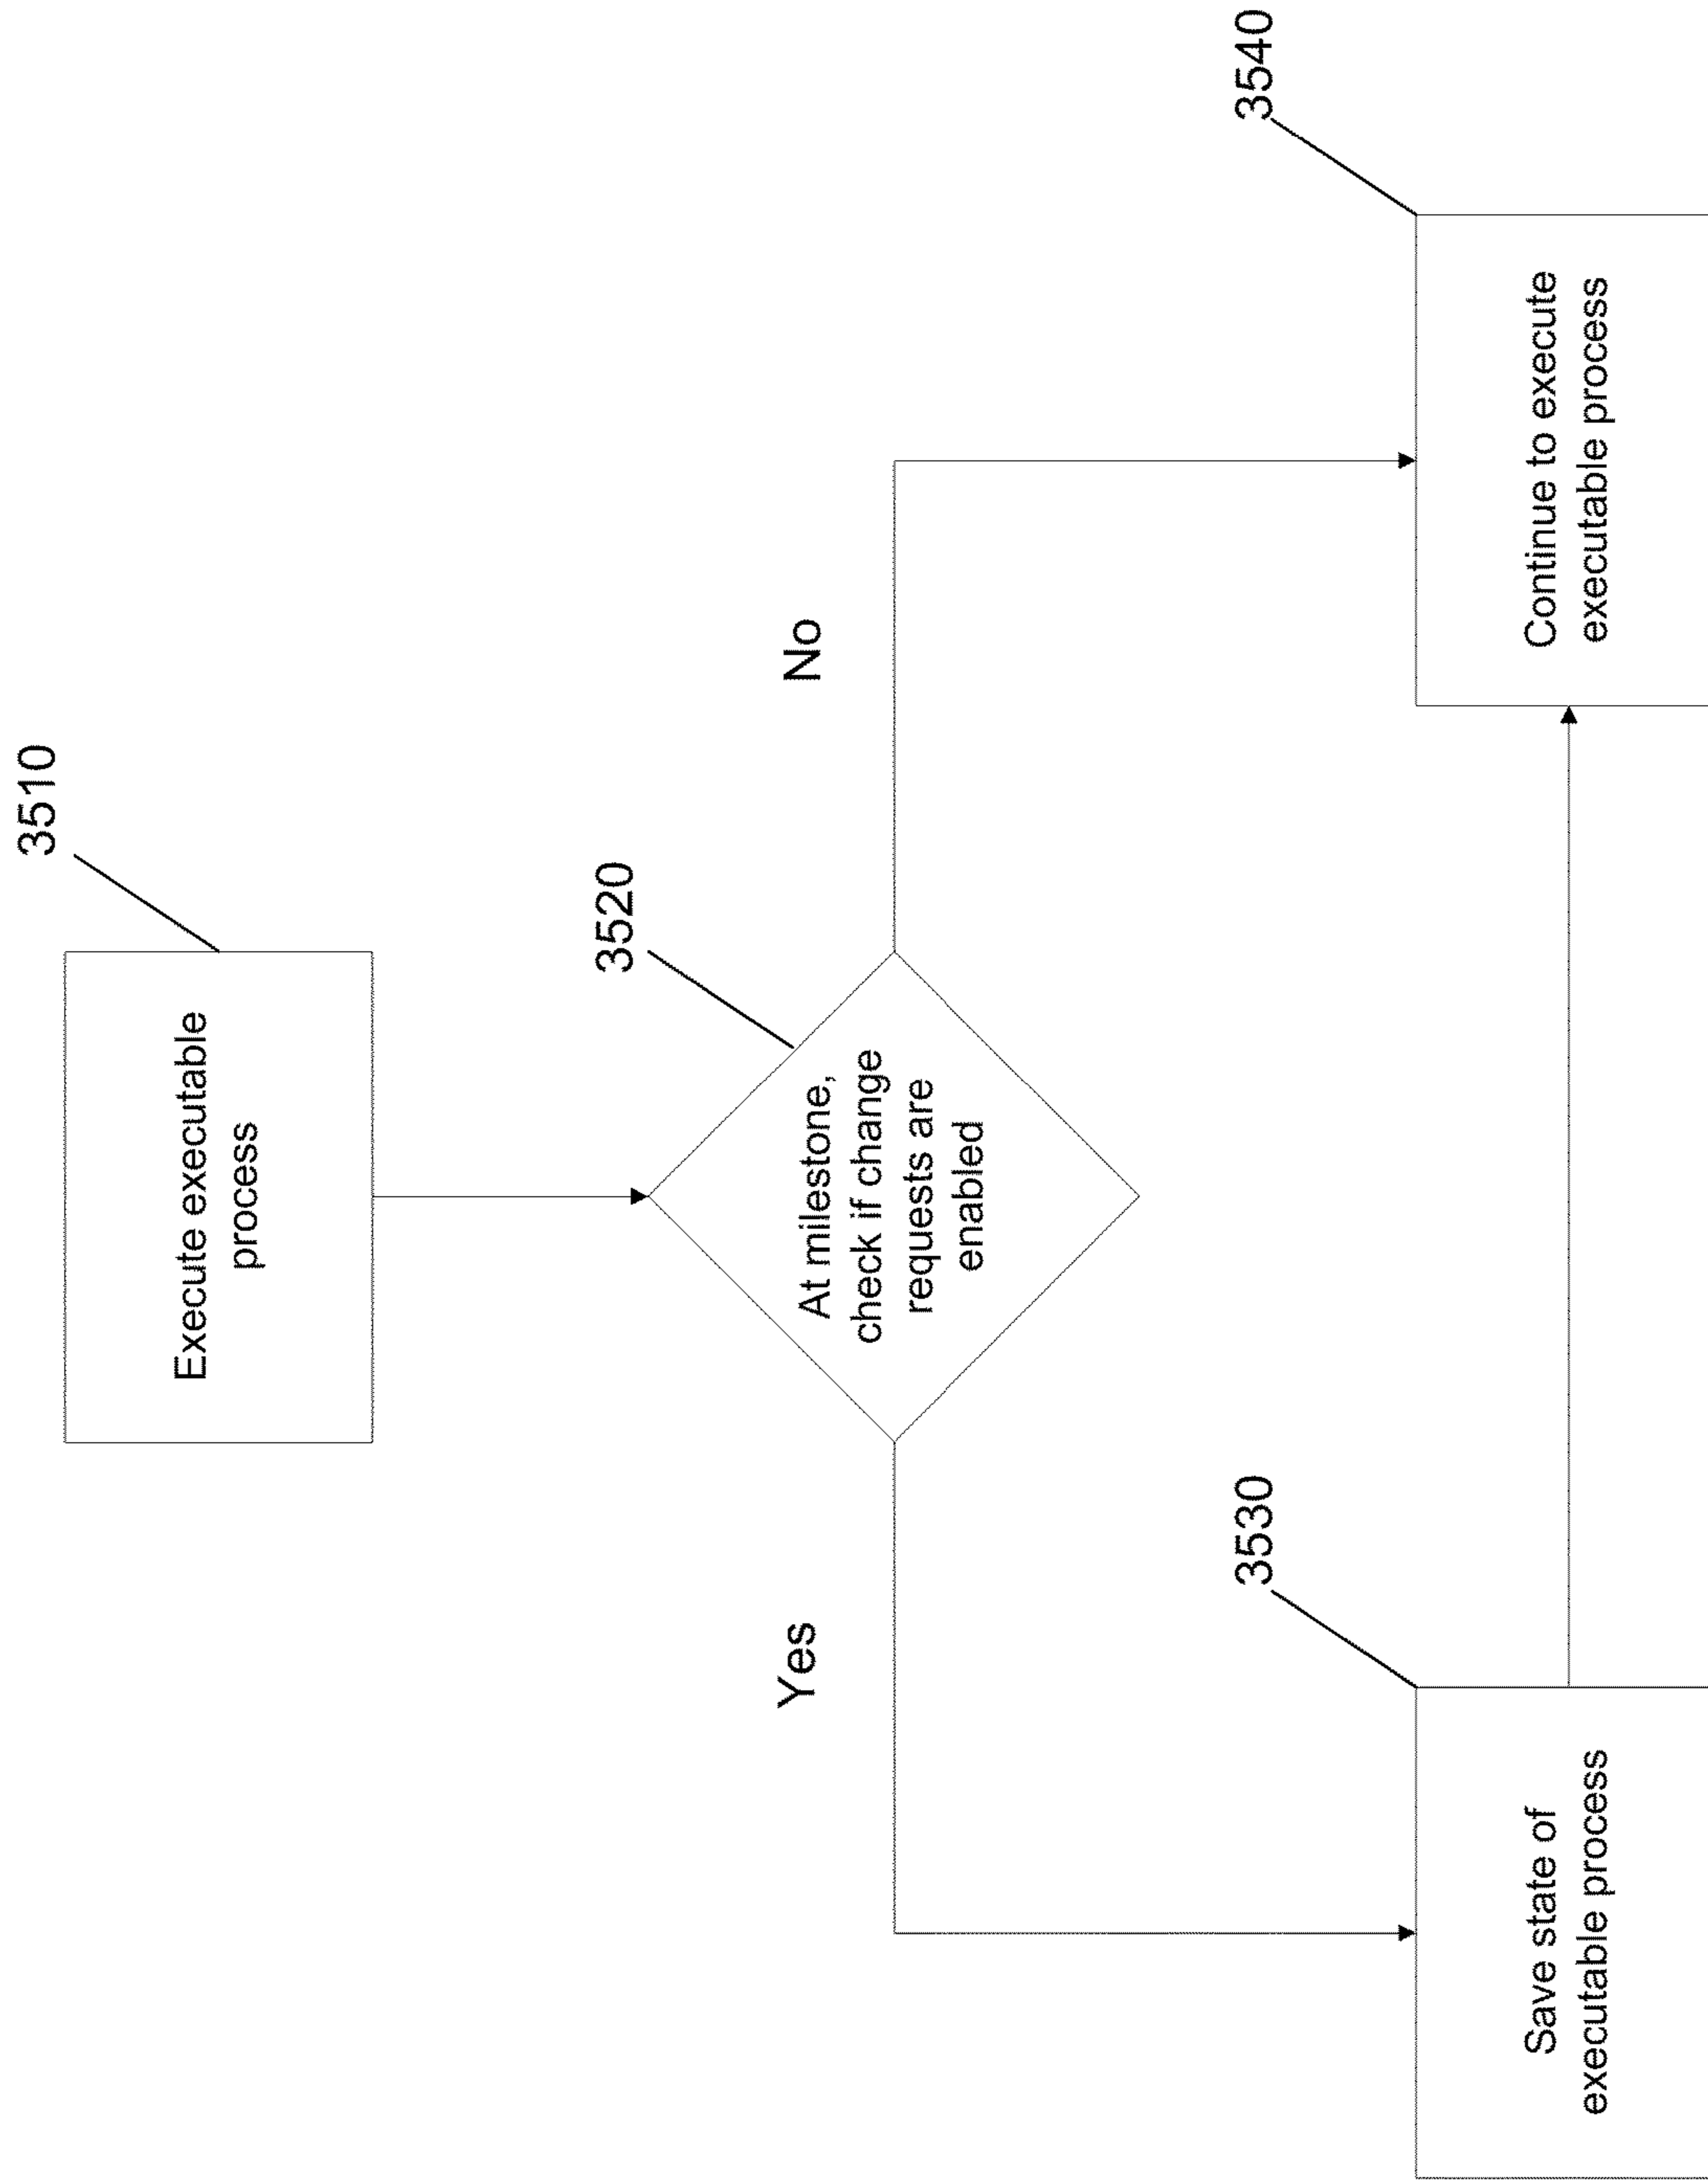 3510
Execute executable
process
3520
At milestone,
check if change
requests are
enabled
Yes
No
3530
Save state of
executable process
3540
Continue to execute
executable process